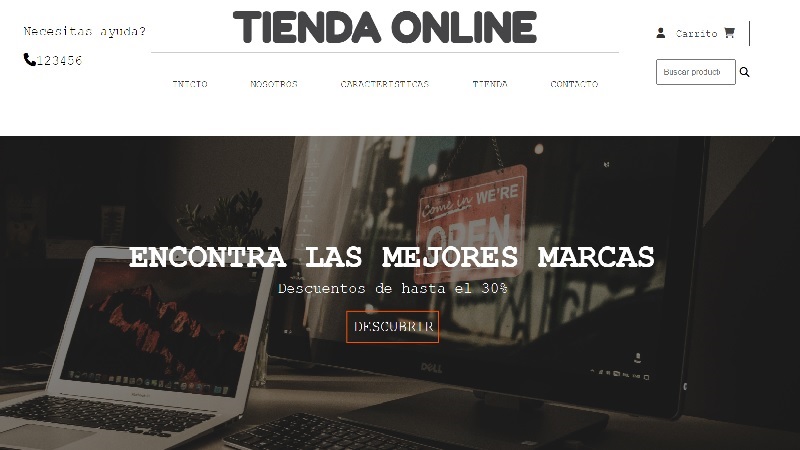 Necesitas ayuda?
123456
TIENDA ONLINE
Carrito
Buscar producto
INICIO NOSOTROS CARACTERISTICAS TIENDA CONTACTO
Come in WE'RE
OPEN
ENCONTRA LAS MEJORES MARCAS
Descuentos de hasta el 30%
DESCUBRIR
DELL